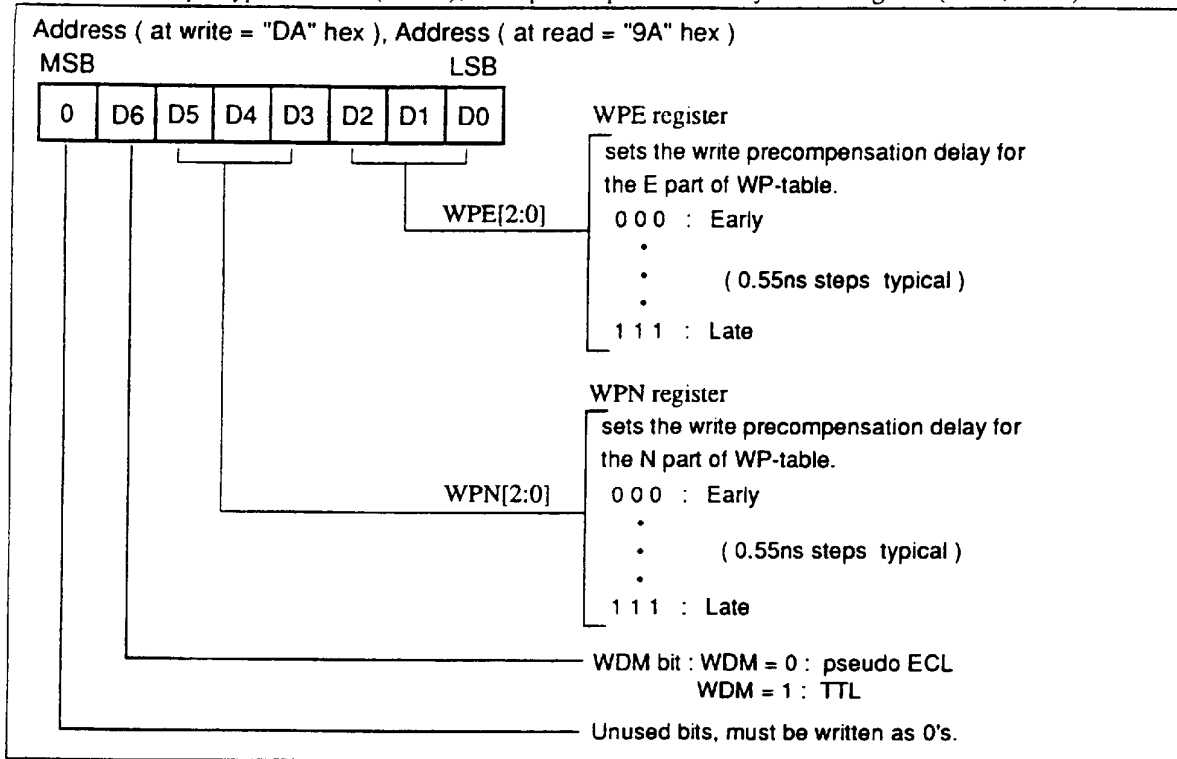 Address ( at write = "DA" hex ), Address ( at read = "9A" hex )
MSB LSB
0 D6 D5 D4 D3 D2 D1 D0
WPE register
sets the write precompensation delay for
the E part of WP-table.
WPE[2:0]
0 0 0 : Early
•
•
( 0.55ns steps typical )
•
1 1 1 : Late
WPN register
sets the write precompensation delay for
the N part of WP-table.
WPN[2:0]
0 0 0 : Early
•
•
( 0.55ns steps typical )
•
1 1 1 : Late
WDM bit : WDM = 0 : pseudo ECL
WDM = 1 : TTL
Unused bits, must be written as 0's.